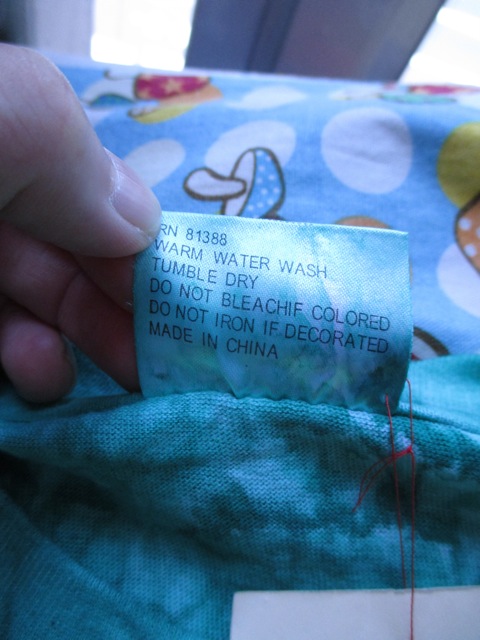 RN 81388
WARM WATER WASH
TUMBLE DRY
DO NOT BLEACHIF COLORED
DO NOT IRON IF DECORATED
MADE IN CHINA